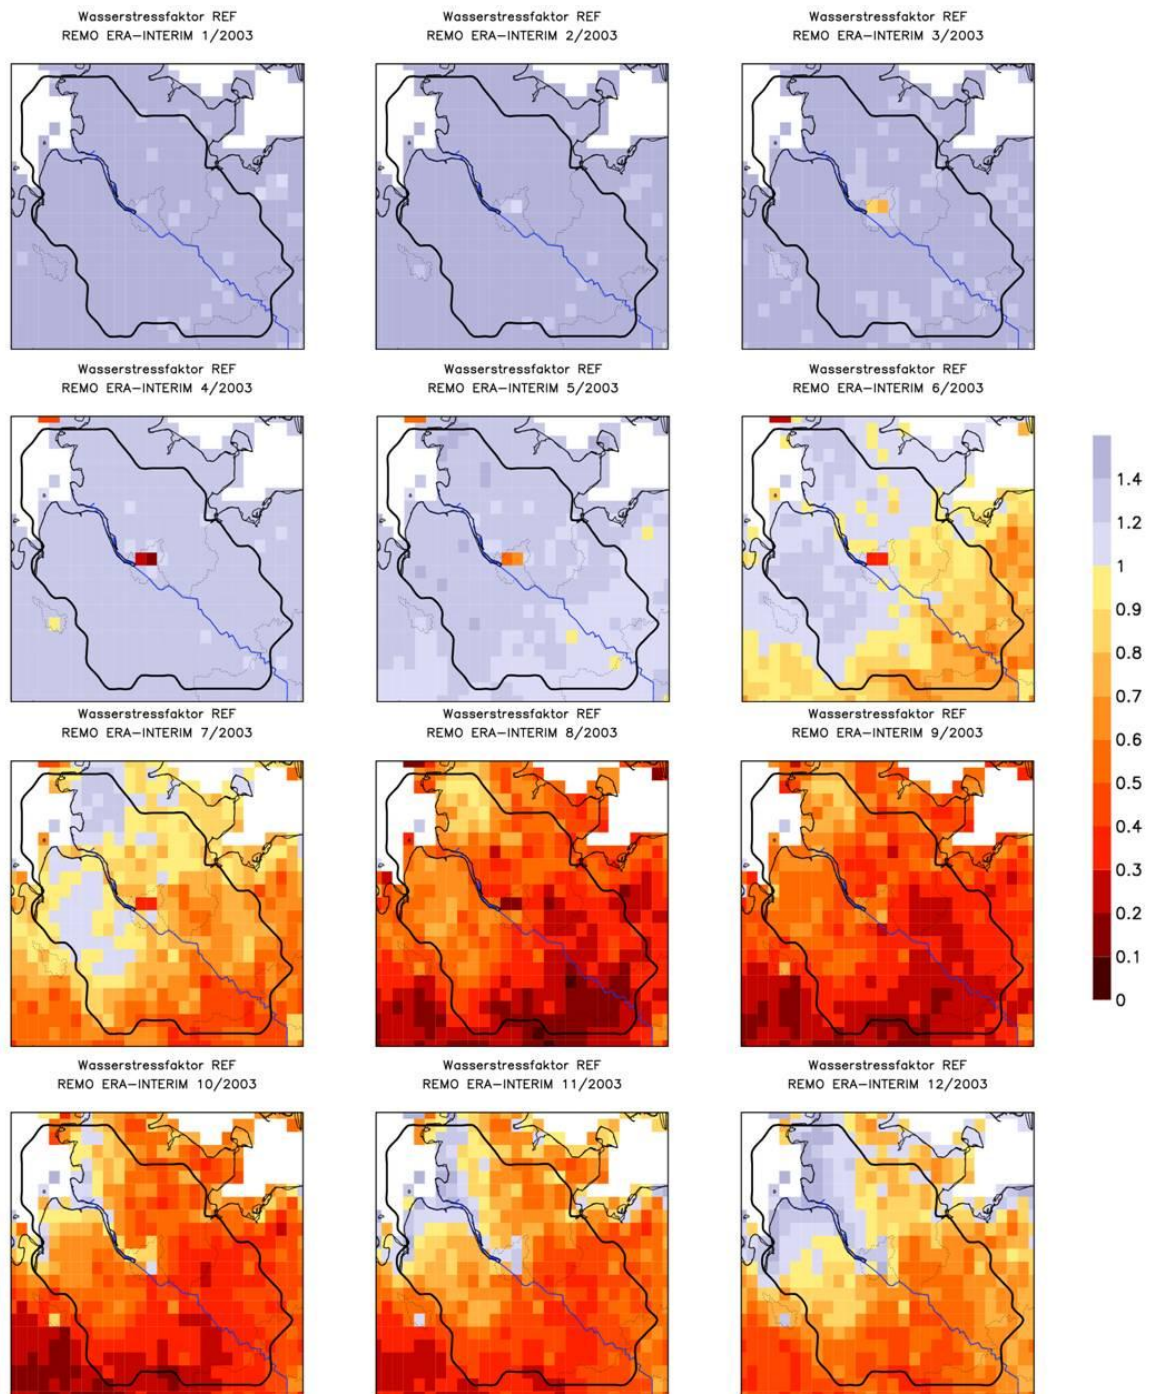 Wasserstressfaktor REF
REMO ERA-INTERIM 1/2003
Wasserstressfaktor REF
REMO ERA-INTERIM 2/2003
Wasserstressfaktor REF
REMO ERA-INTERIM 3/2003
Wasserstressfaktor REF
REMO ERA-INTERIM 4/2003
Wasserstressfaktor REF
REMO ERA-INTERIM 5/2003
Wasserstressfaktor REF
REMO ERA-INTERIM 6/2003
1.4
1.2
1
0.9
0.8
0.7
0.6
0.5
0.4
0.3
0.2
0.1
0
Wasserstressfaktor REF
REMO ERA-INTERIM 7/2003
Wasserstressfaktor REF
REMO ERA-INTERIM 8/2003
Wasserstressfaktor REF
REMO ERA-INTERIM 9/2003
Wasserstressfaktor REF
REMO ERA-INTERIM 10/2003
Wasserstressfaktor REF
REMO ERA-INTERIM 11/2003
Wasserstressfaktor REF
REMO ERA-INTERIM 12/2003